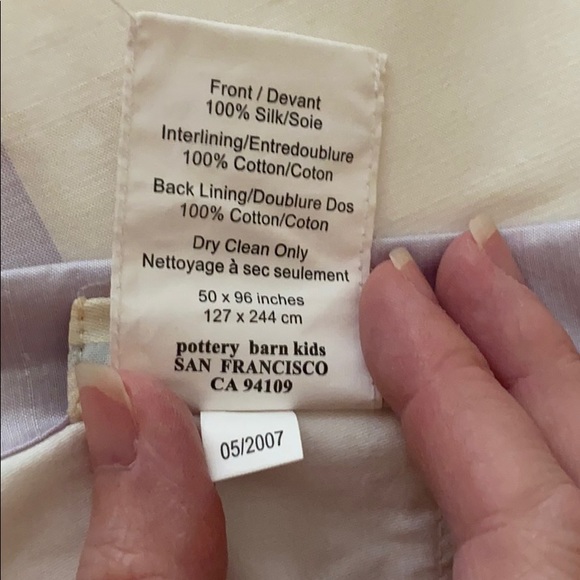 Front / Devant
100% Silk/Soie
Interlining/Entredoublure
100% Cotton/Coton
Back Lining/Doublure Dos
100% Cotton/Coton
Dry Clean Only
Nettoyage à sec seulement
50 x 96 inches
127 x 244 cm
pottery barn kids
SAN FRANCISCO
CA 94109
05/2007